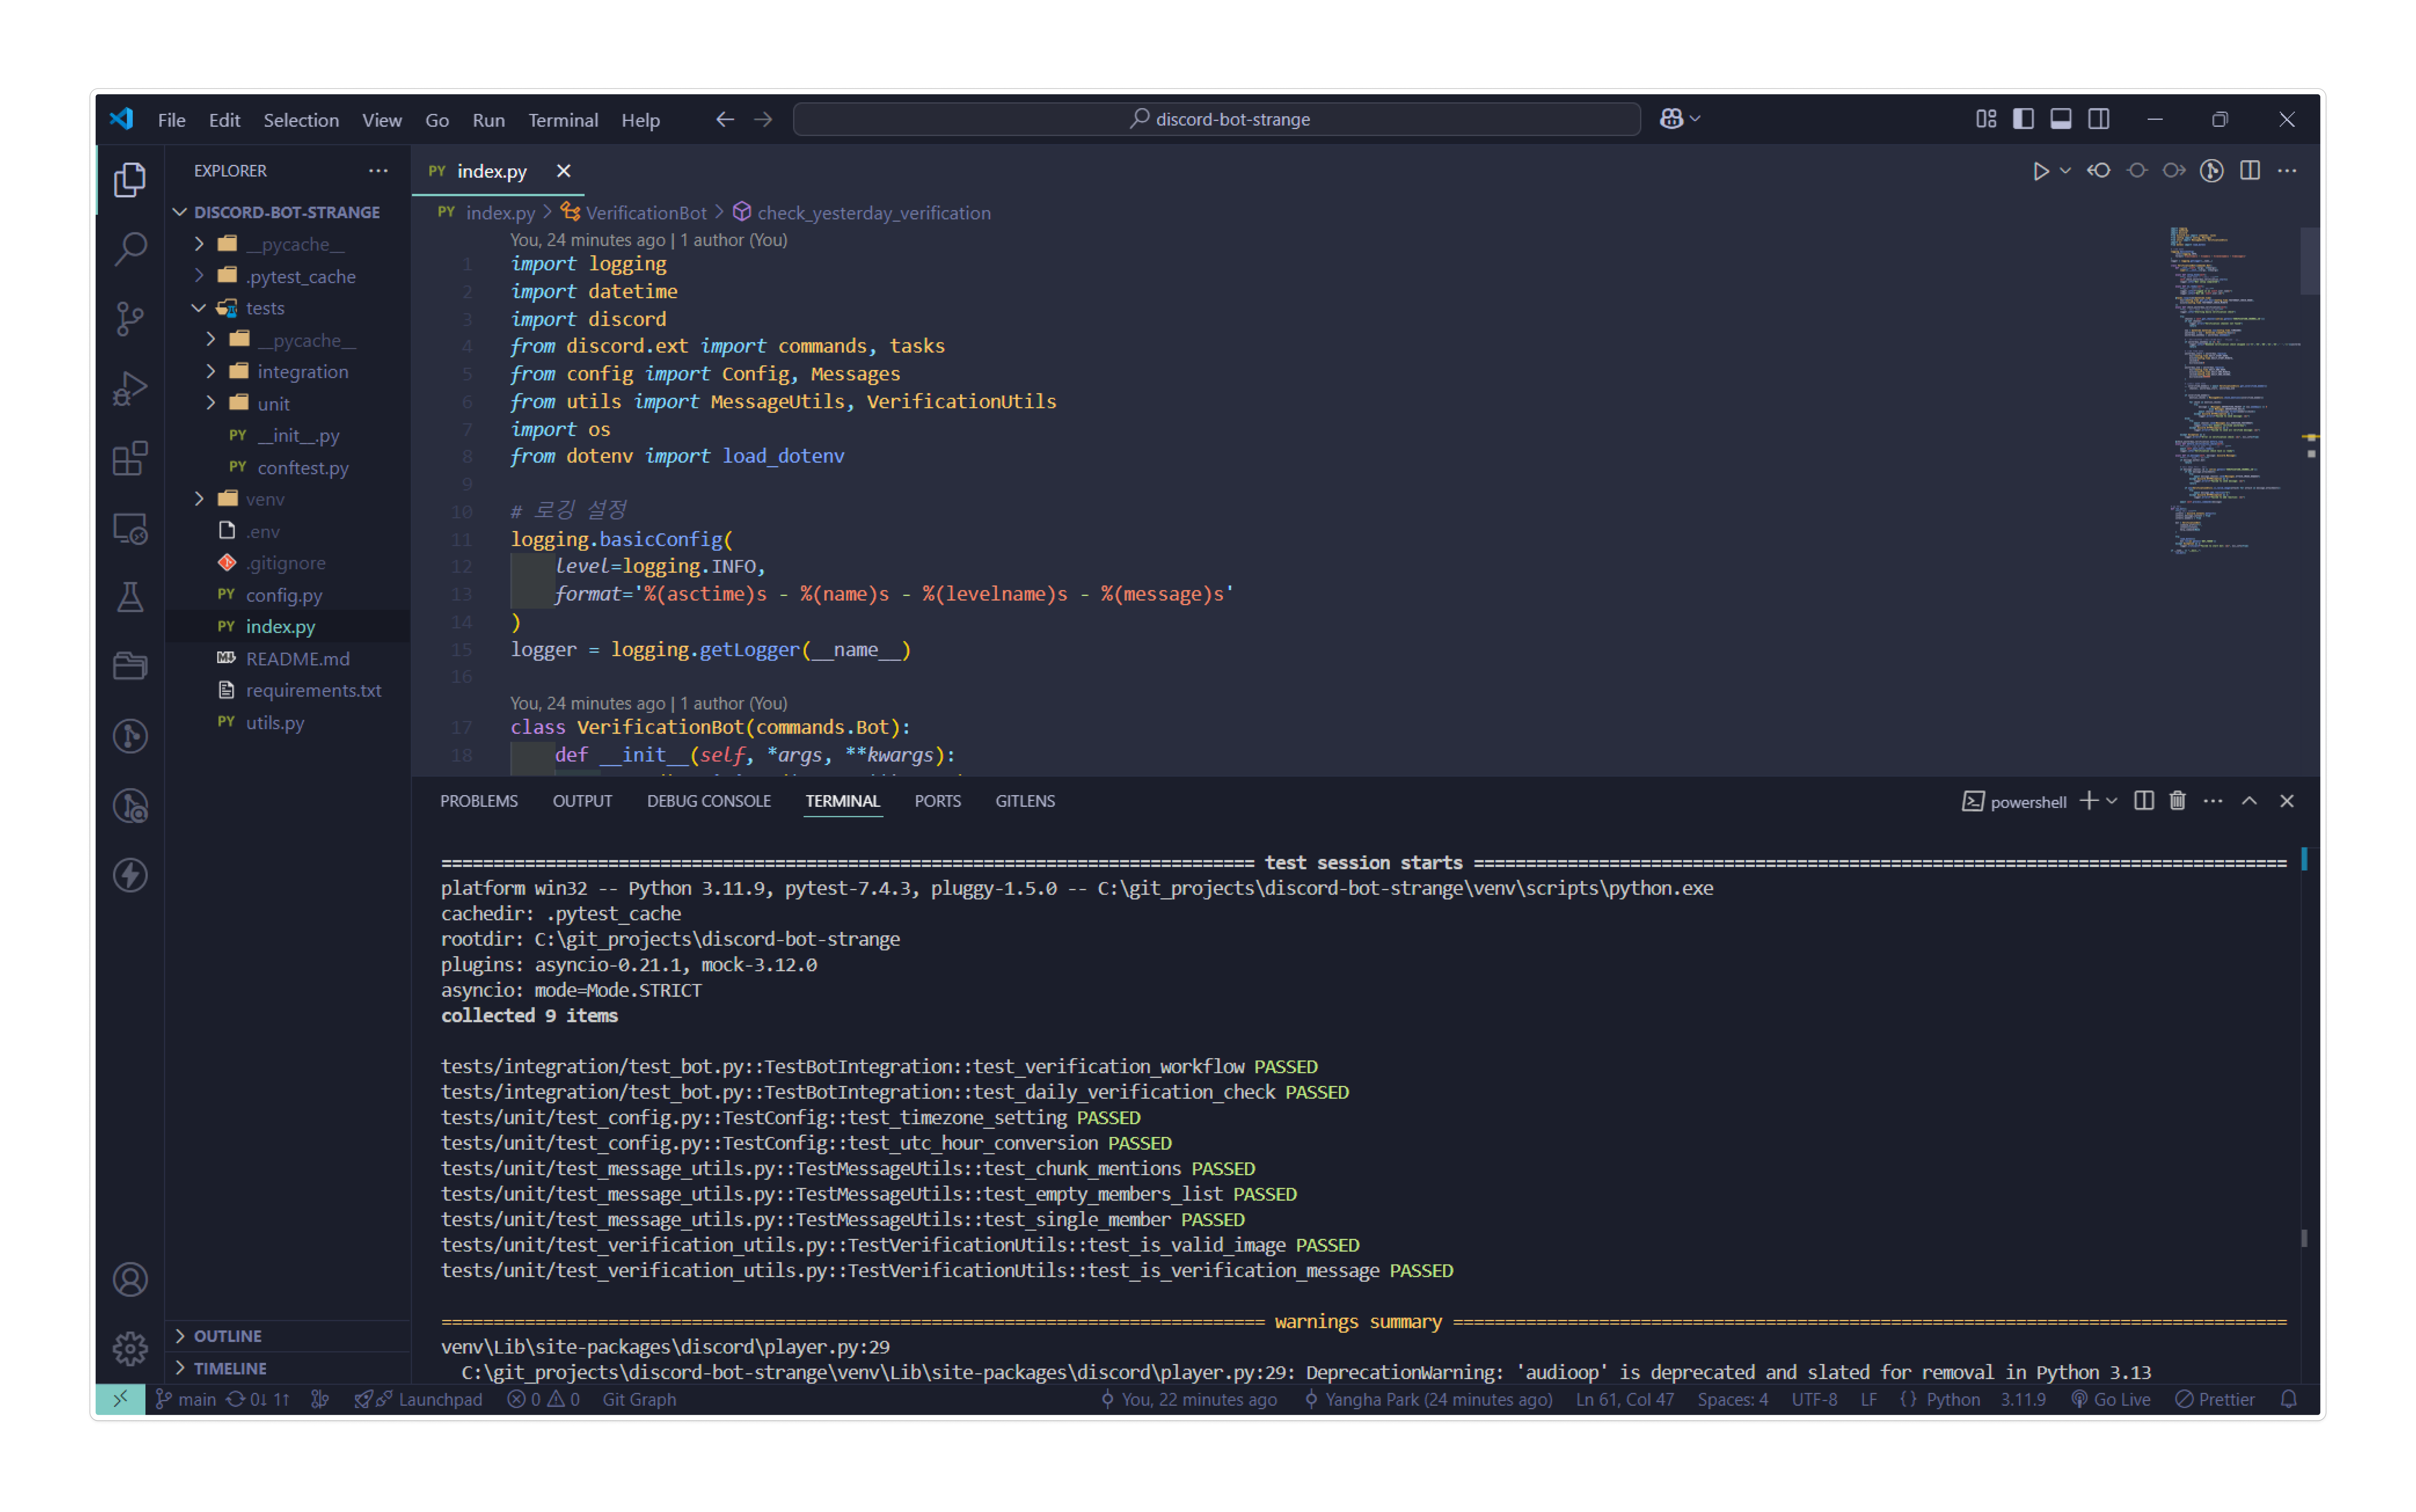 File Edit Selection View Go Run Terminal Help
discord-bot-strange
EXPLORER
DISCORD-BOT-STRANGE
__pycache__
.pytest_cache
tests
__pycache__
integration
unit
PY __init__.py
PY conftest.py
venv
.env
.gitignore
PY config.py
PY index.py
README.md
requirements.txt
PY utils.py
OUTLINE
TIMELINE
PY index.py
PY index.py > VerificationBot > check_yesterday_verification
You, 24 minutes ago | 1 author (You)
1 import logging
2 import datetime
3 import discord
4 from discord.ext import commands, tasks
5 from config import Config, Messages
6 from utils import MessageUtils, VerificationUtils
7 import os
8 from dotenv import load_dotenv
9
10 # 로깅 설정
11 logging.basicConfig(
12 level=logging.INFO,
13 format='%(asctime)s - %(name)s - %(levelname)s - %(message)s'
14 )
15 logger = logging.getLogger(__name__)
16
You, 24 minutes ago | 1 author (You)
17 class VerificationBot(commands.Bot):
18 def __init__(self, *args, **kwargs):
PROBLEMS OUTPUT DEBUG CONSOLE TERMINAL PORTS GITLENS
powershell
test session starts
platform win32 -- Python 3.11.9, pytest-7.4.3, pluggy-1.5.0 -- C:\git_projects\discord-bot-strange\venv\scripts\python.exe
cachedir: .pytest_cache
rootdir: C:\git_projects\discord-bot-strange
plugins: asyncio-0.21.1, mock-3.12.0
asyncio: mode=Mode.STRICT
collected 9 items
tests/integration/test_bot.py::TestBotIntegration::test_verification_workflow PASSED
tests/integration/test_bot.py::TestBotIntegration::test_daily_verification_check PASSED
tests/unit/test_config.py::TestConfig::test_timezone_setting PASSED
tests/unit/test_config.py::TestConfig::test_utc_hour_conversion PASSED
tests/unit/test_message_utils.py::TestMessageUtils::test_chunk_mentions PASSED
tests/unit/test_message_utils.py::TestMessageUtils::test_empty_members_list PASSED
tests/unit/test_message_utils.py::TestMessageUtils::test_single_member PASSED
tests/unit/test_verification_utils.py::TestVerificationUtils::test_is_valid_image PASSED
tests/unit/test_verification_utils.py::TestVerificationUtils::test_is_verification_message PASSED
warnings summary
venv\Lib\site-packages\discord\player.py:29
C:\git_projects\discord-bot-strange\venv\Lib\site-packages\discord\player.py:29: DeprecationWarning: 'audioop' is deprecated and slated for removal in Python 3.13
main 0↓ 1↑ Launchpad 0 0 Git Graph You, 22 minutes ago Yangha Park (24 minutes ago) Ln 61, Col 47 Spaces: 4 UTF-8 LF {} Python 3.11.9 Go Live Prettier